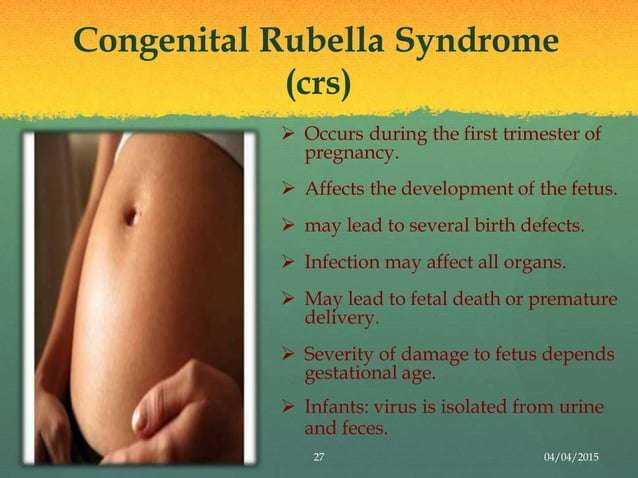 Congenital Rubella Syndrome
(crs)
➢ Occurs during the first trimester of
pregnancy.
➢ Affects the development of the fetus.
➢ may lead to several birth defects.
➢ Infection may affect all organs.
➢ May lead to fetal death or premature
delivery.
➢ Severity of damage to fetus depends
gestational age.
➢ Infants: virus is isolated from urine
and feces.
27
04/04/2015